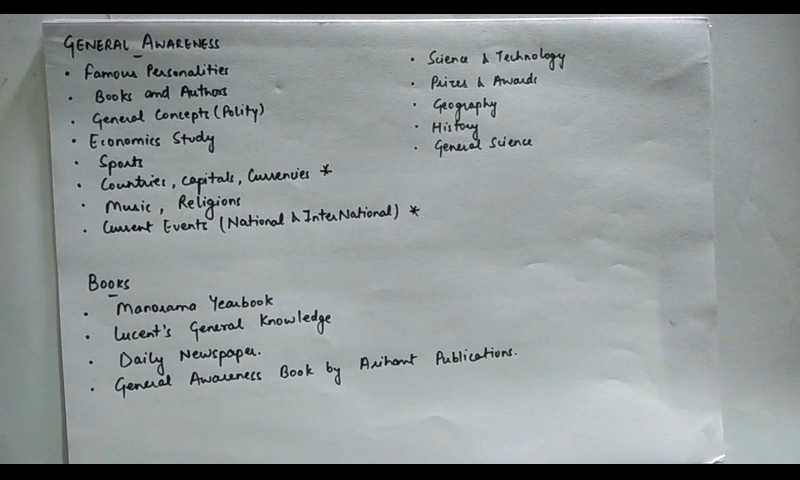 GENERAL AWARENESS
• Famous Personalities
• Books and Authors
• General Concepts (Polity)
• Economics Study
• Sports
• Countries, Capitals, Currencies *
• Music, Religions
• Current Events (National & InterNational) *
• Science & Technology
• Prizes & Awards
• Geography
• History
• General Science
BOOKS
• Manorama Yearbook
• Lucent's General Knowledge
• Daily Newspaper.
• General Awareness Book by Arihant Publications.